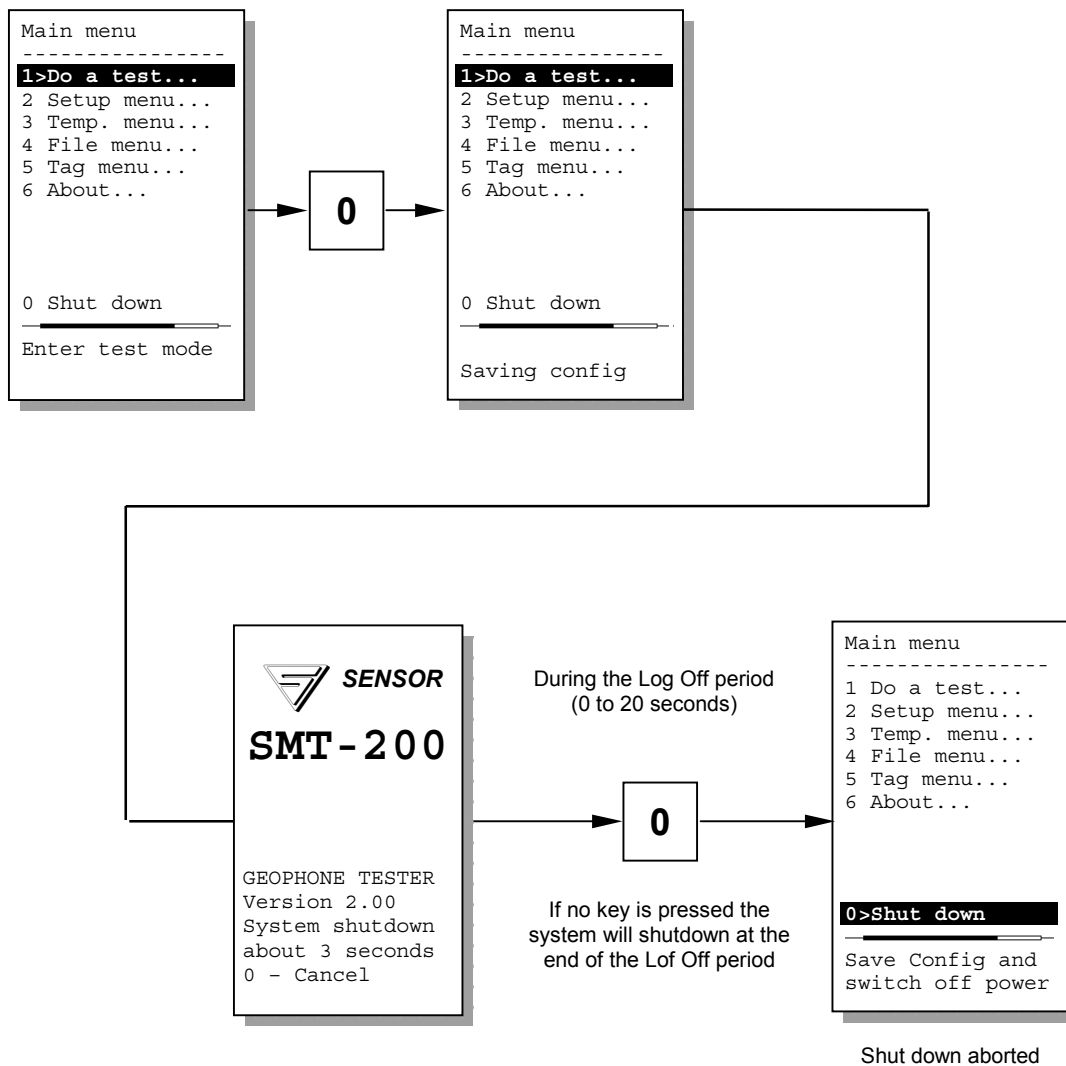 Main menu
----------------
1>Do a test...
2 Setup menu...
3 Temp. menu...
4 File menu...
5 Tag menu...
6 About...
0 Shut down
Enter test mode
0
Main menu
----------------
1>Do a test...
2 Setup menu...
3 Temp. menu...
4 File menu...
5 Tag menu...
6 About...
0 Shut down
Saving config
SENSOR
SMT-200
GEOPHONE TESTER
Version 2.00
System shutdown
about 3 seconds
0 – Cancel
During the Log Off period
(0 to 20 seconds)
0
If no key is pressed the
system will shutdown at the
end of the Lof Off period
Main menu
----------------
1 Do a test...
2 Setup menu...
3 Temp. menu...
4 File menu...
5 Tag menu...
6 About...
0>Shut down
Save Config and
switch off power
Shut down aborted